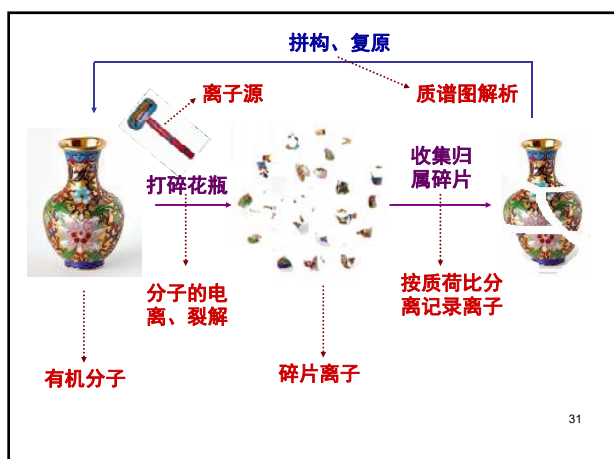 拼构、复原
离子源
质谱图解析
打碎花瓶
收集归
属碎片
分子的电
离、裂解
按质荷比分
离记录离子
有机分子
碎片离子
31